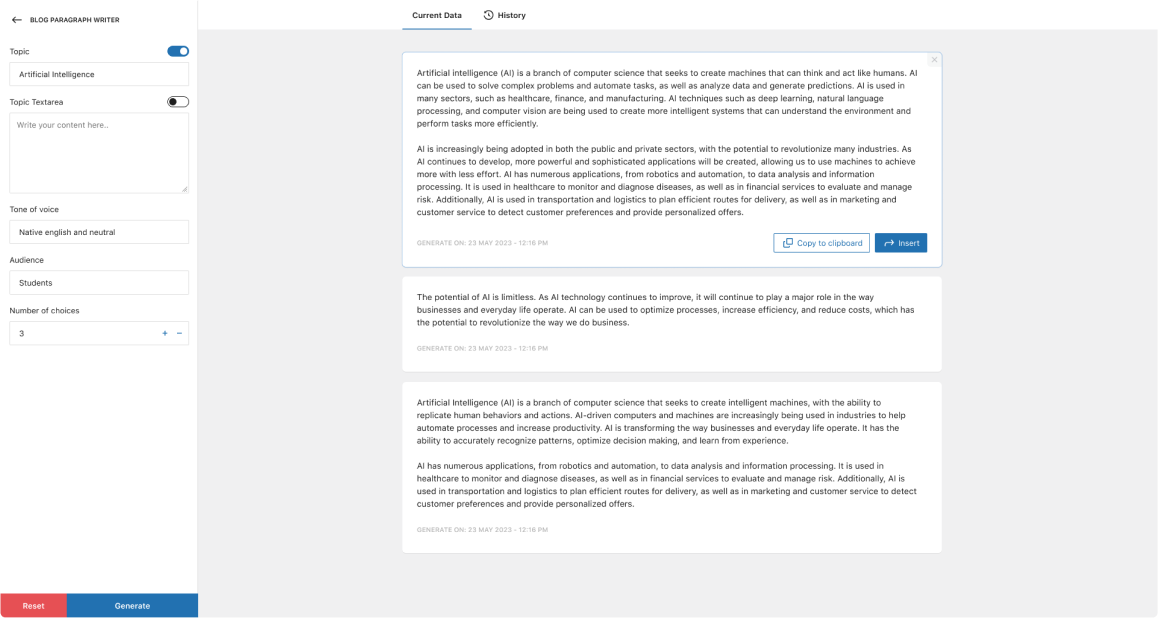 BLOG PARAGRAPH WRITER
Topic
Artificial Intelligence
Topic Textarea
Write your content here..
Tone of voice
Native english and neutral
Audience
Students
Number of choices
3 + −
Reset
Generate
Current Data
History
Artificial intelligence (AI) is a branch of computer science that seeks to create machines that can think and act like humans. AI
can be used to solve complex problems and automate tasks, as well as analyze data and generate predictions. AI is used in
many sectors, such as healthcare, finance, and manufacturing. AI techniques such as deep learning, natural language
processing, and computer vision are being used to create more intelligent systems that can understand the environment and
perform tasks more efficiently.
AI is increasingly being adopted in both the public and private sectors, with the potential to revolutionize many industries. As
AI continues to develop, more powerful and sophisticated applications will be created, allowing us to use machines to achieve
more with less effort. AI has numerous applications, from robotics and automation, to data analysis and information
processing. It is used in healthcare to monitor and diagnose diseases, as well as in financial services to evaluate and manage
risk. Additionally, AI is used in transportation and logistics to plan efficient routes for delivery, as well as in marketing and
customer service to detect customer preferences and provide personalized offers.
GENERATE ON: 23 MAY 2023 - 12:16 PM
Copy to clipboard
Insert
The potential of AI is limitless. As AI technology continues to improve, it will continue to play a major role in the way
businesses and everyday life operate. AI can be used to optimize processes, increase efficiency, and reduce costs, which has
the potential to revolutionize the way we do business.
GENERATE ON: 23 MAY 2023 - 12:16 PM
Artificial Intelligence (AI) is a branch of computer science that seeks to create intelligent machines, with the ability to
replicate human behaviors and actions. AI-driven computers and machines are increasingly being used in industries to help
automate processes and increase productivity. AI is transforming the way businesses and everyday life operate. It has the
ability to accurately recognize patterns, optimize decision making, and learn from experience.
AI has numerous applications, from robotics and automation, to data analysis and information processing. It is used in
healthcare to monitor and diagnose diseases, as well as in financial services to evaluate and manage risk. Additionally, AI is
used in transportation and logistics to plan efficient routes for delivery, as well as in marketing and customer service to detect
customer preferences and provide personalized offers.
GENERATE ON: 23 MAY 2023 - 12:16 PM